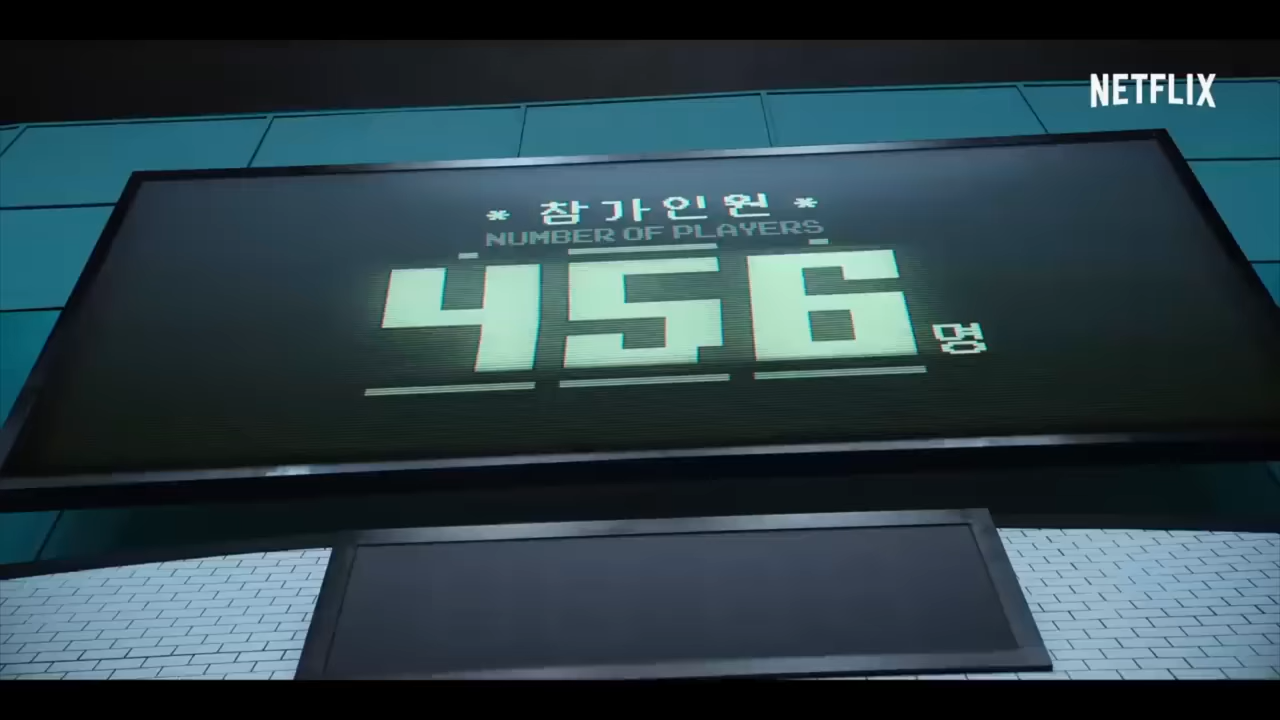 NETFLIX
* 참가인원 *
NUMBER OF PLAYERS
456 명